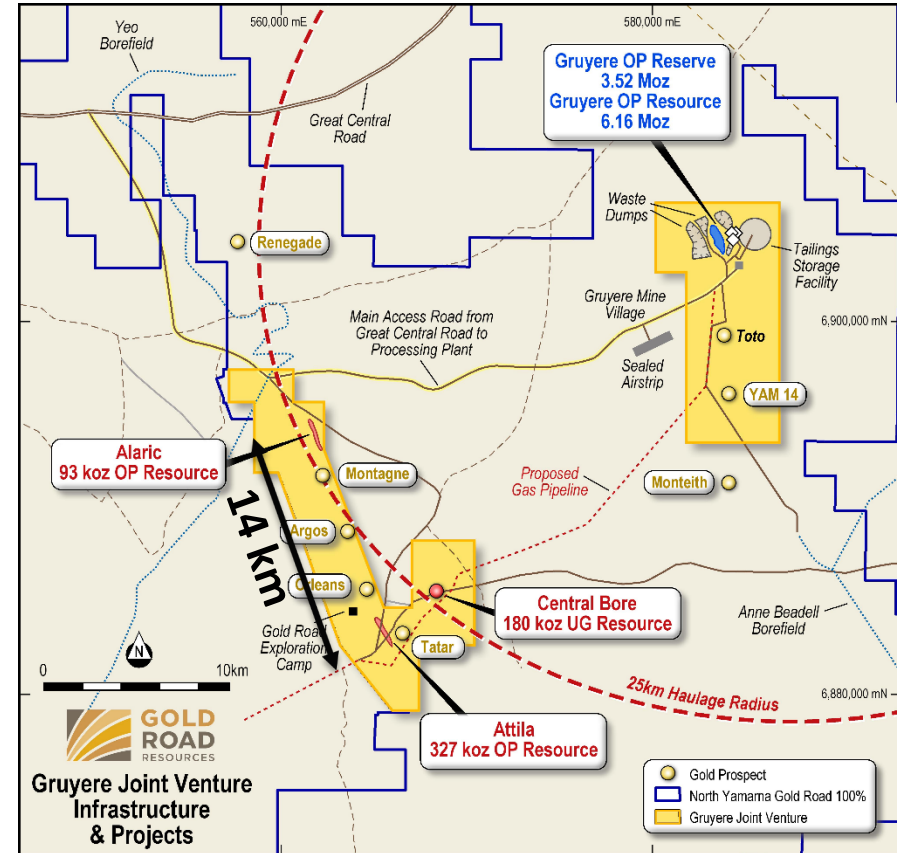 560,000 mE
580,000 mE
Yeo
Borefield
Great Central
Road
Gruyere OP Reserve
3.52 Moz
Gruyere OP Resource
6.16 Moz
Waste
Dumps
Renegade
Tailings
Storage
Facility
Gruyere Mine
Village
Main Access Road from
Great Central Road to
Processing Plant
6,900,000 mN
Toto
Sealed
Airstrip
YAM 14
Alaric
93 koz OP Resource
Montagne
Proposed
Gas Pipeline
Monteith
14 km
Argos
Orleans
Central Bore
180 koz UG Resource
Anne Beadell
Borefield
Gold Road
Exploration
Camp
Tatar
N
0
10km
25km Haulage Radius
6,880,000 mN
Attila
327 koz OP Resource
GOLD
ROAD
RESOURCES
Gruyere Joint Venture
Infrastructure
& Projects
Gold Prospect
North Yamarna Gold Road 100%
Gruyere Joint Venture